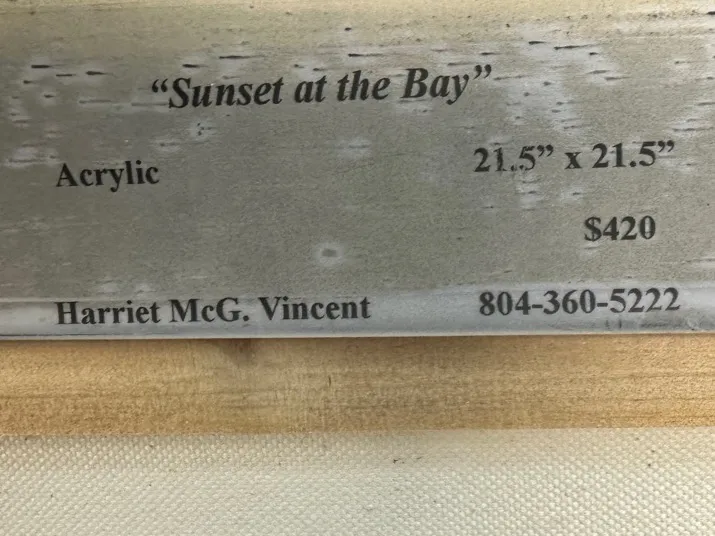 “Sunset at the Bay”
Acrylic 21.5” x 21.5”
$420
Harriet McG. Vincent 804-360-5222